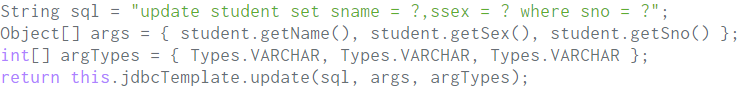 String sql = "update student set sname = ?,ssex = ? where sno = ?";
Object[] args = { student.getName(), student.getSex(), student.getSno() };
int[] argTypes = { Types.VARCHAR, Types.VARCHAR, Types.VARCHAR };
return this.jdbcTemplate.update(sql, args, argTypes);